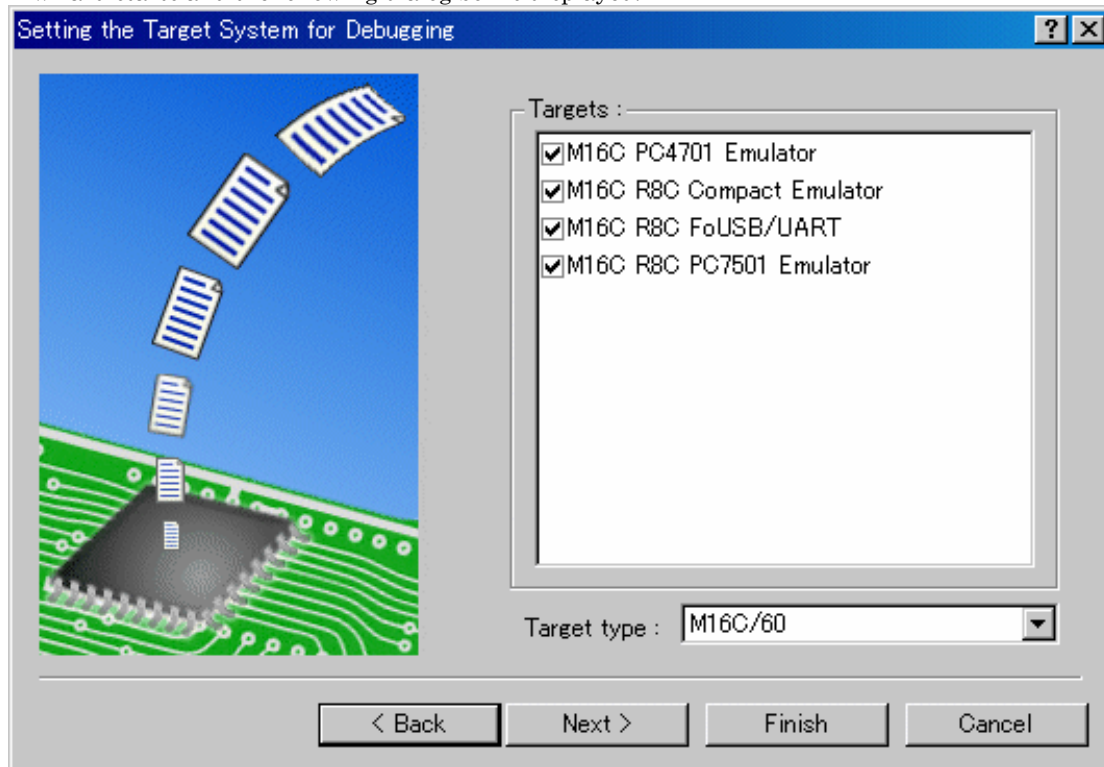 Setting the Target System for Debugging
Targets :
M16C PC4701 Emulator
M16C R8C Compact Emulator
M16C R8C FoUSB/UART
M16C R8C PC7501 Emulator
Target type : M16C/60
< Back Next > Finish Cancel